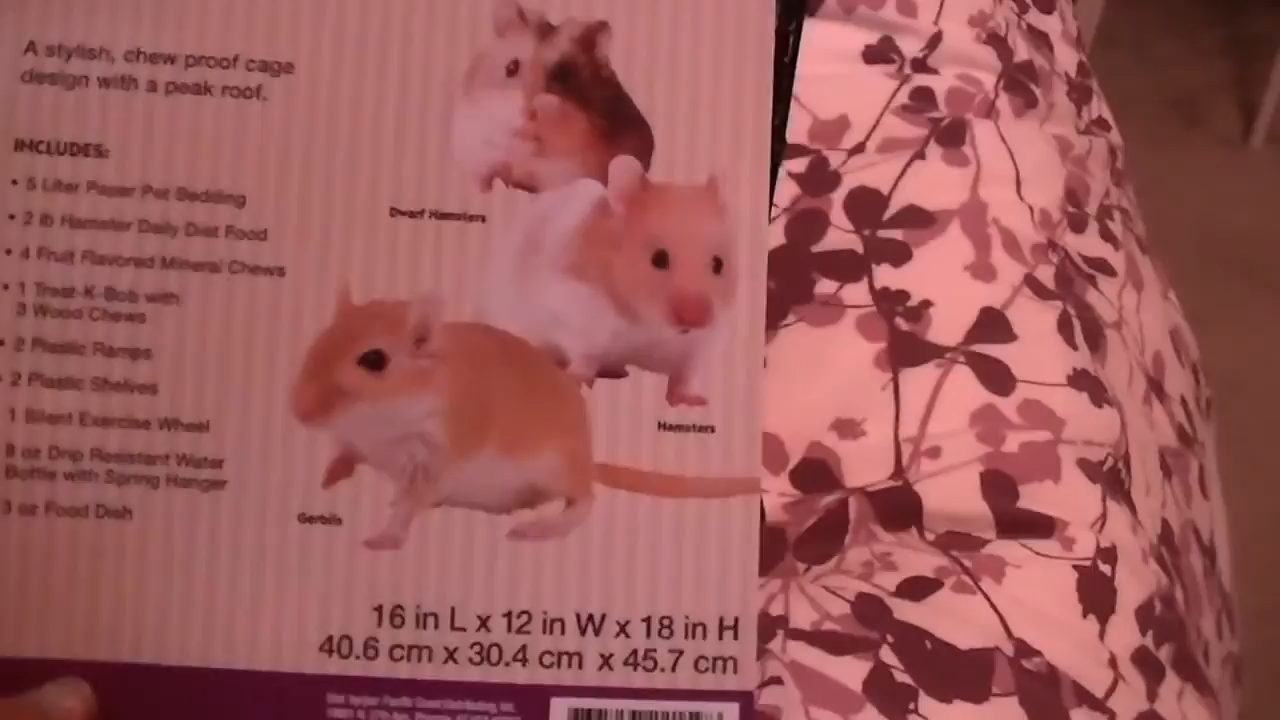 A stylish, chew proof cage
design with a peak roof.
INCLUDES:
• 5 Liter Paper Pet Bedding
• 2 lb Hamster Daily Diet Food
• 4 Fruit Flavored Mineral Chews
• 1 Treat-K-Bob with
3 Wood Chews
• 2 Plastic Ramps
• 2 Plastic Shelves
1 Silent Exercise Wheel
8 oz Drip Resistant Water
Bottle with Spring Hanger
3 oz Food Dish
Dwarf Hamsters
Hamsters
Gerbils
16 in L x 12 in W x 18 in H
40.6 cm x 30.4 cm x 45.7 cm